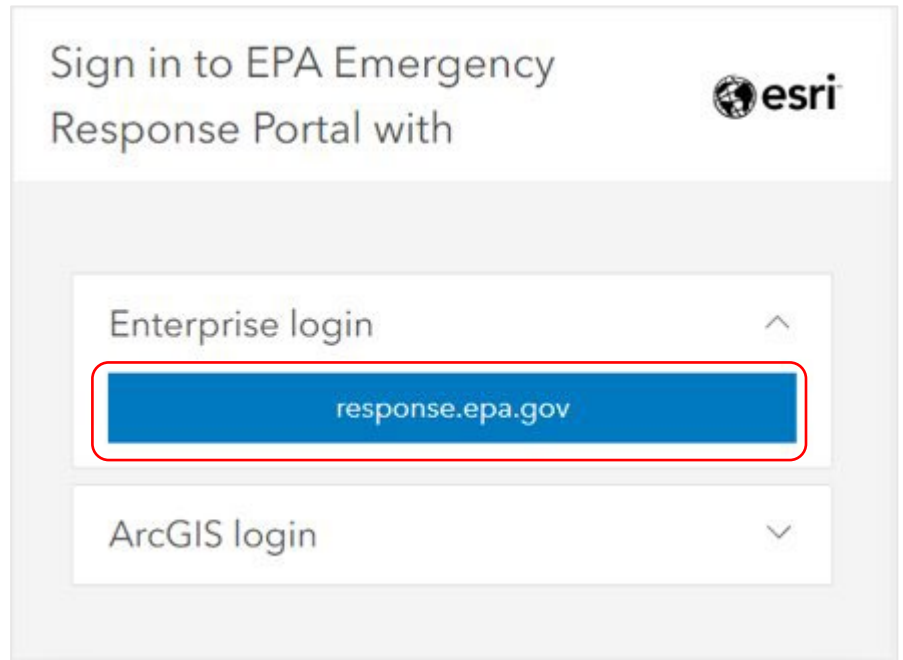 Sign in to EPA Emergency
Response Portal with
esri
Enterprise login
response.epa.gov
ArcGIS login